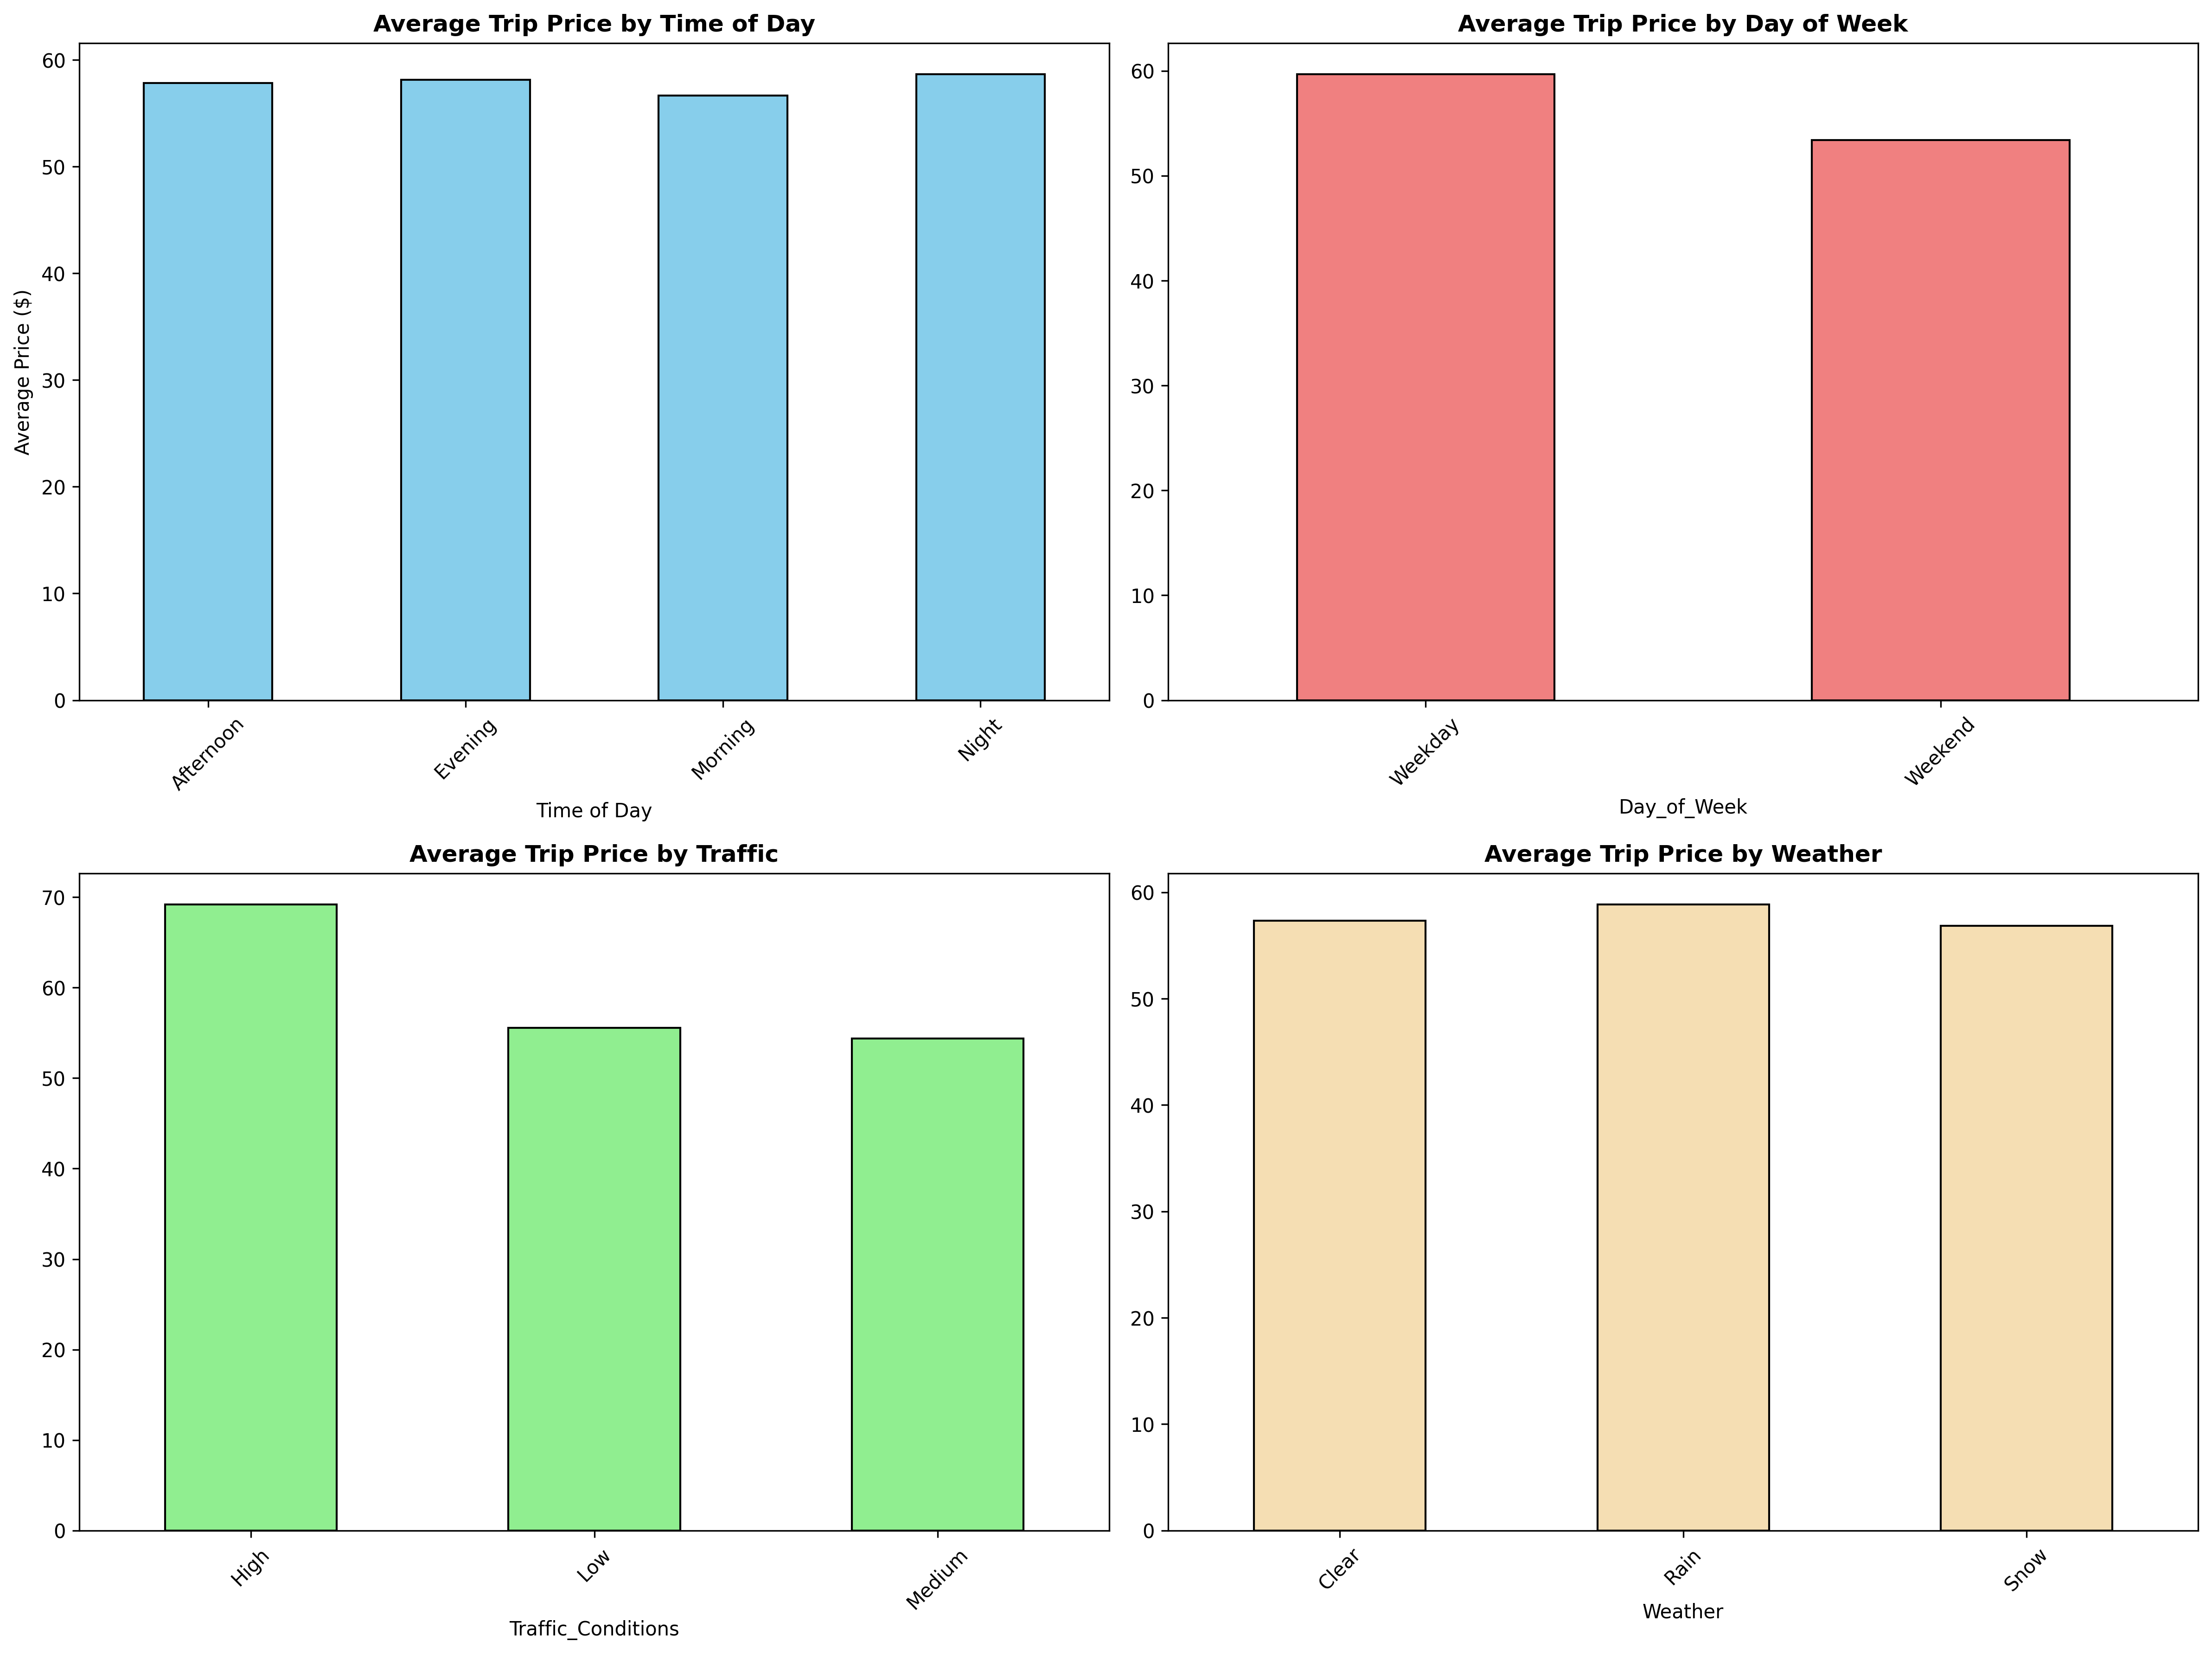 Average Trip Price by Time of Day
Average Price ($)
60
50
40
30
20
10
0
Afternoon
Evening
Morning
Night
Time of Day
Average Trip Price by Day of Week
60
50
40
30
20
10
0
Weekday
Weekend
Day_of_Week
Average Trip Price by Traffic
70
60
50
40
30
20
10
0
High
Low
Medium
Traffic_Conditions
Average Trip Price by Weather
60
50
40
30
20
10
0
Clear
Rain
Snow
Weather